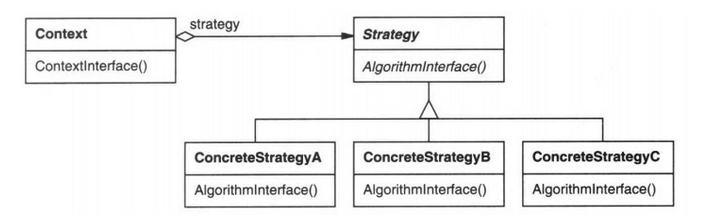 strategy
Context
Strategy
ContextInterface()
AlgorithmInterface()
ConcreteStrategyA
ConcreteStrategyB
ConcreteStrategyC
AlgorithmInterface()
AlgorithmInterface()
AlgorithmInterface()